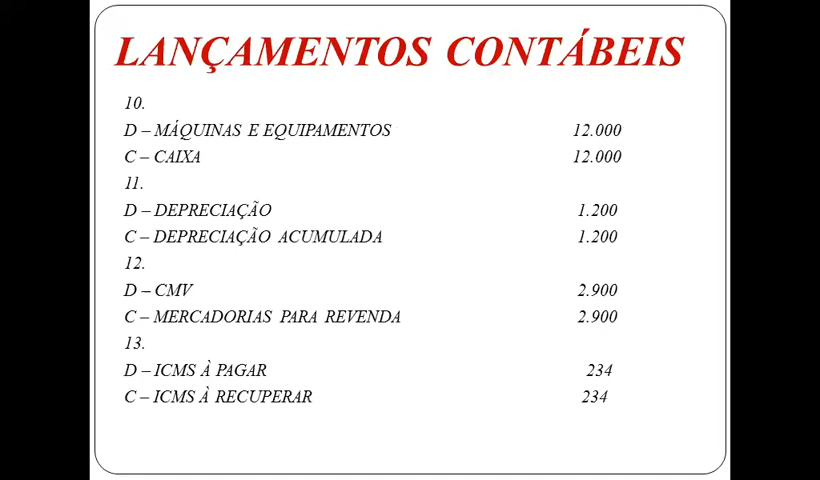 LANÇAMENTOS CONTÁBEIS
10.
D – MÁQUINAS E EQUIPAMENTOS 12.000
C – CAIXA 12.000
11.
D – DEPRECIAÇÃO 1.200
C – DEPRECIAÇÃO ACUMULADA 1.200
12.
D – CMV 2.900
C – MERCADORIAS PARA REVENDA 2.900
13.
D – ICMS À PAGAR 234
C – ICMS À RECUPERAR 234